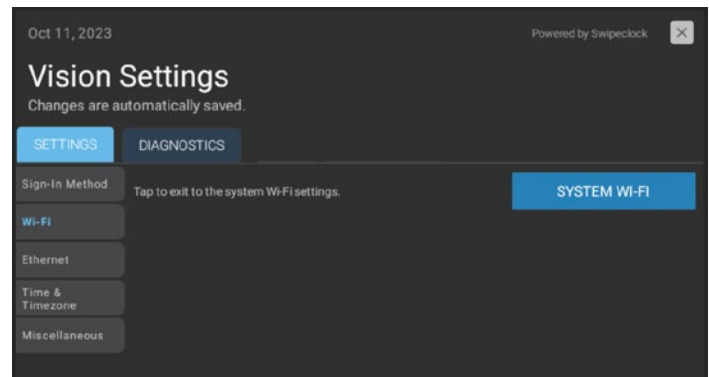 Oct 11, 2023
Powered by Swipeclock
Vision Settings
Changes are automatically saved.
SETTINGS
DIAGNOSTICS
Sign-In Method
Tap to exit to the system Wi-Fi settings.
SYSTEM WI-FI
Wi-Fi
Ethernet
Time &
Timezone
Miscellaneous